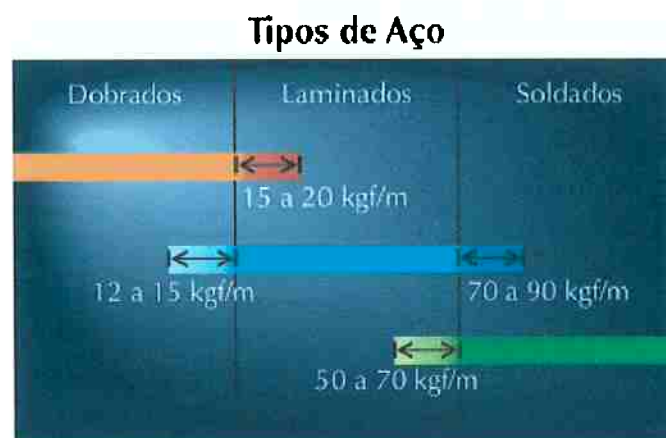 Tipos de Aço
Dobrados Laminados Soldados
15 a 20 kgf/m
12 a 15 kgf/m 70 a 90 kgf/m
50 a 70 kgf/m